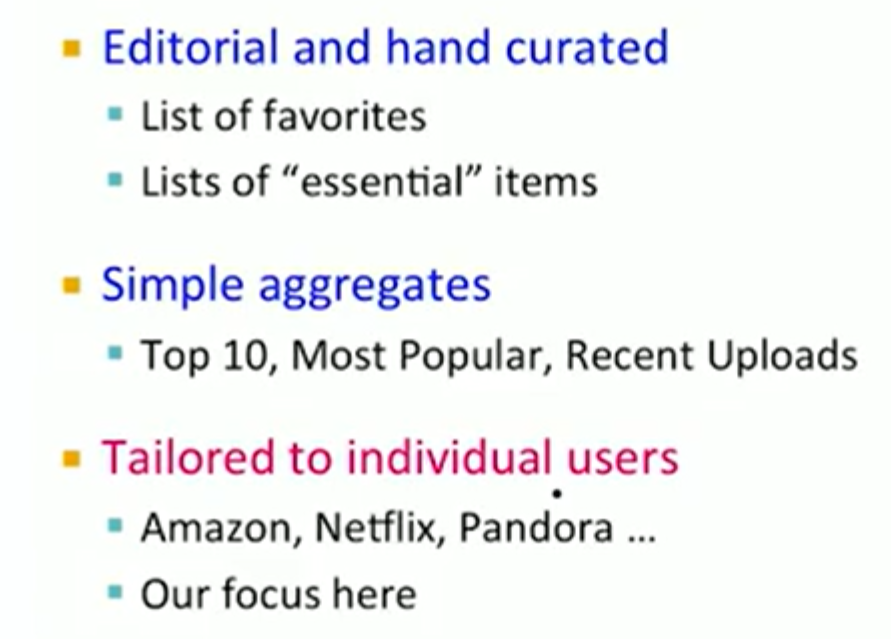 Editorial and hand curated
List of favorites
Lists of “essential” items
Simple aggregates
Top 10, Most Popular, Recent Uploads
Tailored to individual users
Amazon, Netflix, Pandora ...
Our focus here